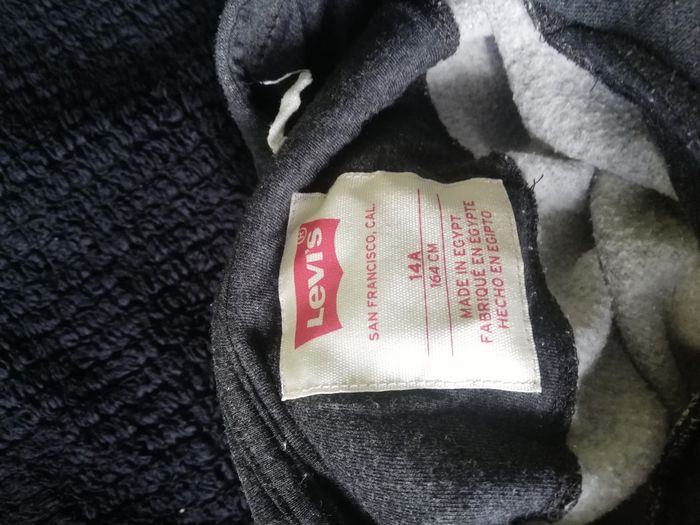 Levi's®
SAN FRANCISCO, CAL.
14A
164 CM
MADE IN EGYPT
FABRIQUÉ EN ÉGYPTE
HECHO EN EGIPTO